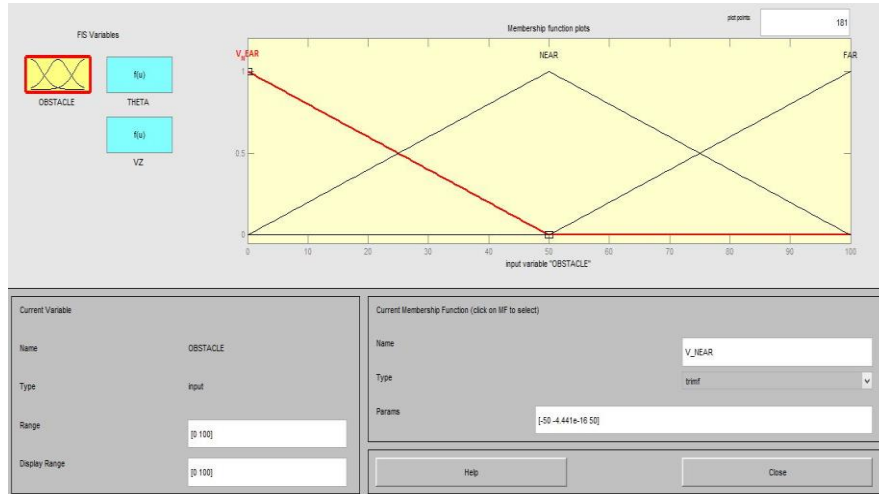 FIS Variables
OBSTACLE
f(u)
THETA
f(u)
VZ
Membership function plots
plot points
181
V_NEAR
NEAR
FAR
1
0.5
0
0 10 20 30 40 50 60 70 80 90 100
input variable "OBSTACLE"
Current Variable
Name OBSTACLE
Type input
Range [0 100]
Display Range [0 100]
Current Membership Function (click on MF to select)
Name V_NEAR
Type trimf
Params [-50 -4.441e-16 50]
Help Close